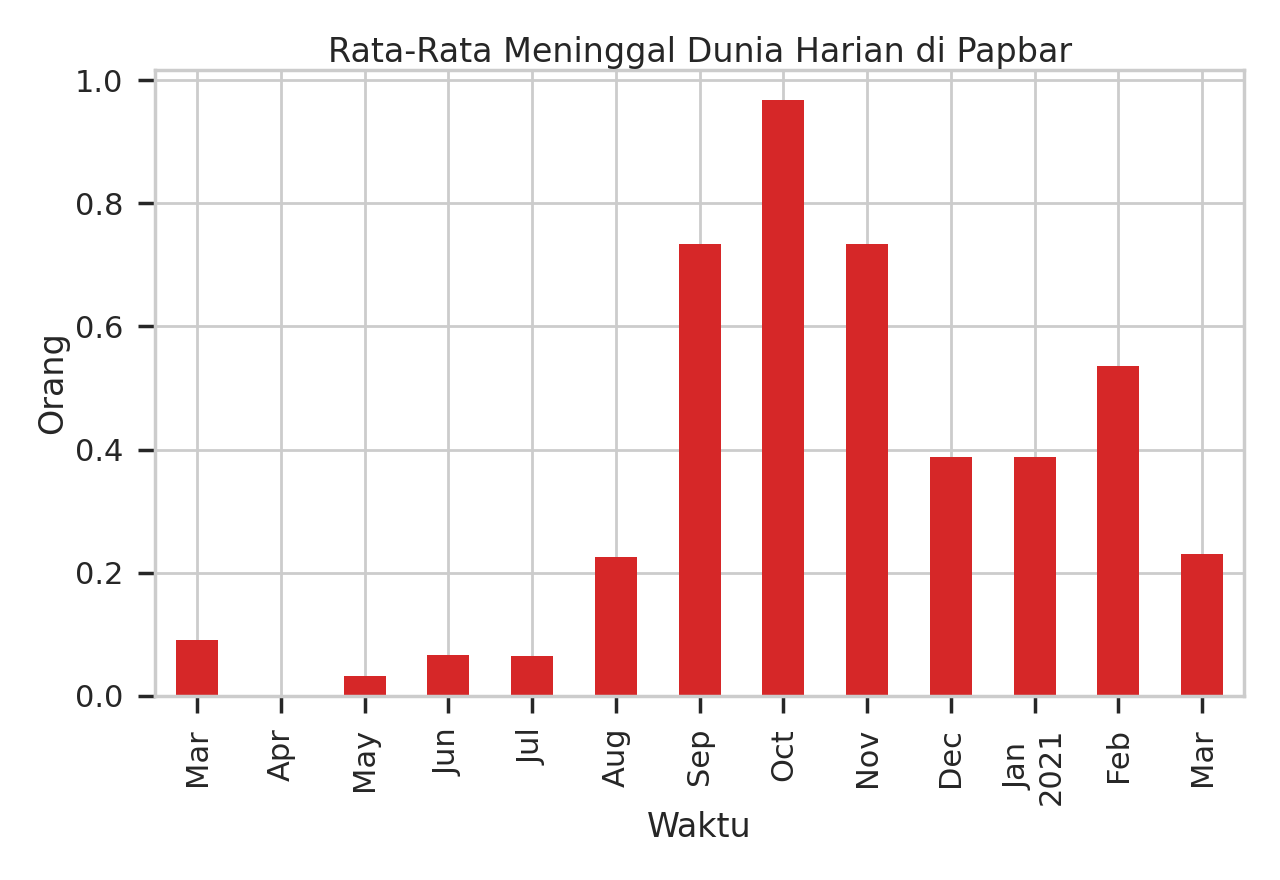 Rata-Rata Meninggal Dunia Harian di Papbar
1.0
0.8
0.6
0.4
0.2
0.0
Orang
Mar
Apr
May
Jun
Jul
Aug
Sep
Oct
Nov
Dec
Jan
2021
Feb
Mar
Waktu